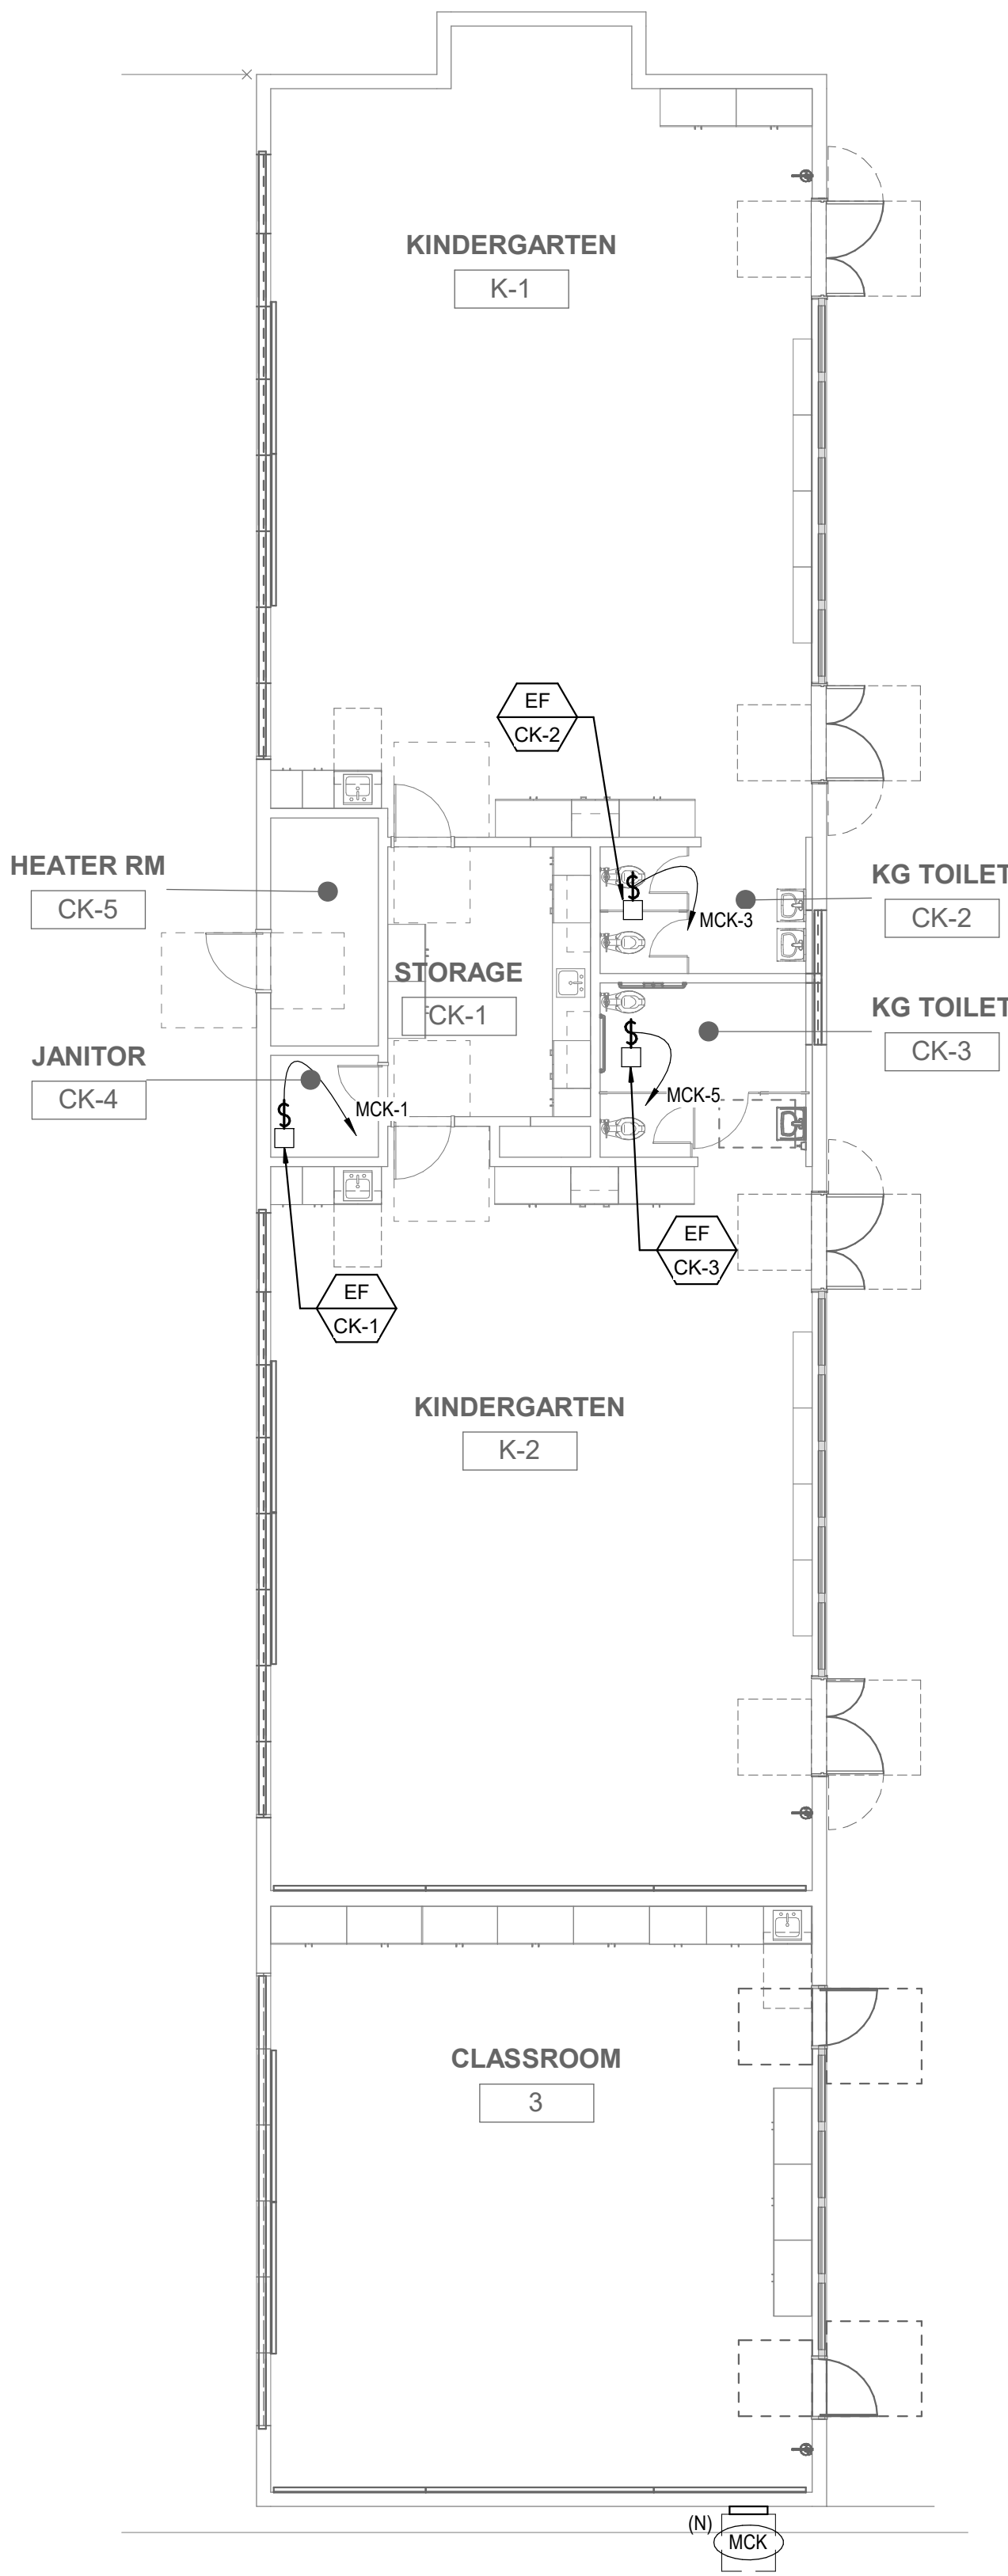 KINDERGARTEN
K-1
EF
CK-2
HEATER RM
CK-5
KG TOILET
CK-2
MCK-3
STORAGE
CK-1
KG TOILET
CK-3
JANITOR
CK-4
MCK-1
MCK-5
EF
CK-3
EF
CK-1
KINDERGARTEN
K-2
CLASSROOM
3
(N)
MCK